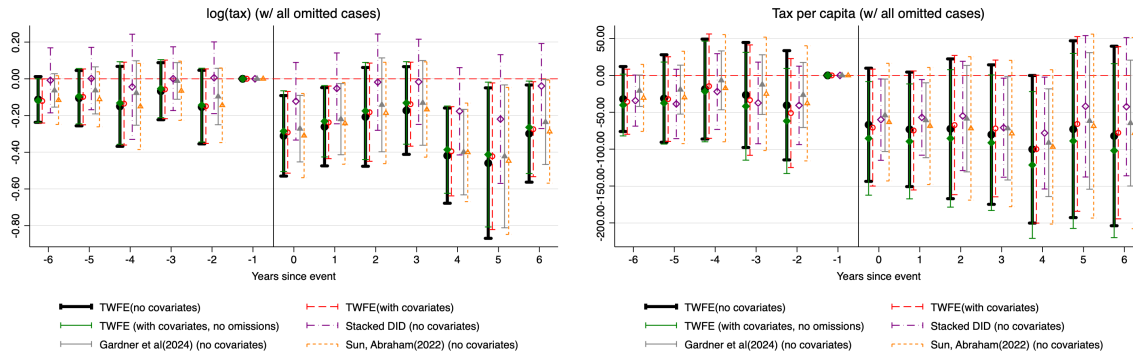 log(tax) (w/ all omitted cases)
0.20
0.00
-0.20
-0.40
-0.60
-0.80
-6 -5 -4 -3 -2 -1 0 1 2 3 4 5 6
Years since event
TWFE(no covariates) TWFE(with covariates)
TWFE (with covariates, no omissions) Stacked DID (no covariates)
Gardner et al(2024) (no covariates) Sun, Abraham(2022) (no covariates)
Tax per capita (w/ all omitted cases)
50.00
0.00
-50.00
-100.00
-150.00
-200.00
-6 -5 -4 -3 -2 -1 0 1 2 3 4 5 6
Years since event
TWFE(no covariates) TWFE(with covariates)
TWFE (with covariates, no omissions) Stacked DID (no covariates)
Gardner et al(2024) (no covariates) Sun, Abraham(2022) (no covariates)